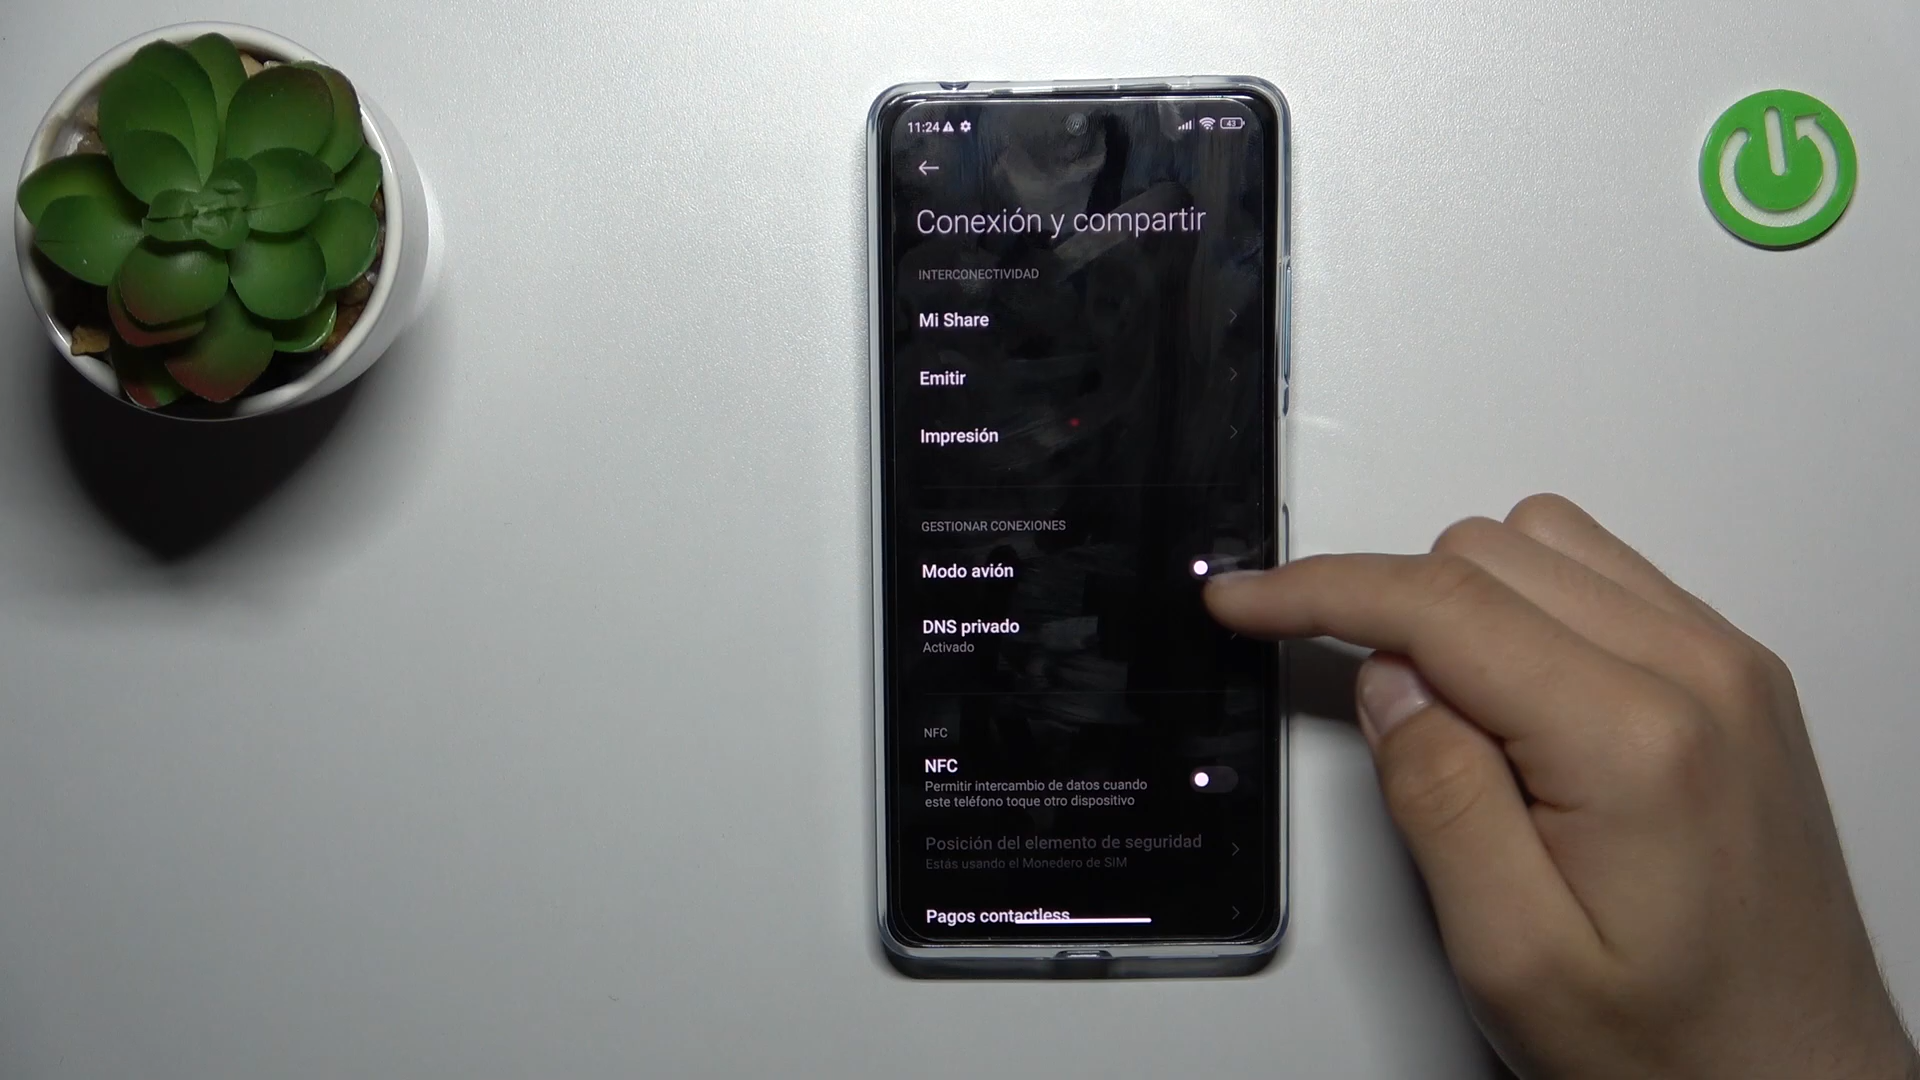 11:24
43
Conexión y compartir
INTERCONECTIVIDAD
Mi Share
Emitir
Impresión
GESTIONAR CONEXIONES
Modo avión
DNS privado
Activado
NFC
NFC
Permitir intercambio de datos cuando
este teléfono toque otro dispositivo
Posición del elemento de seguridad
Estás usando el Monedero de SIM
Pagos contactless